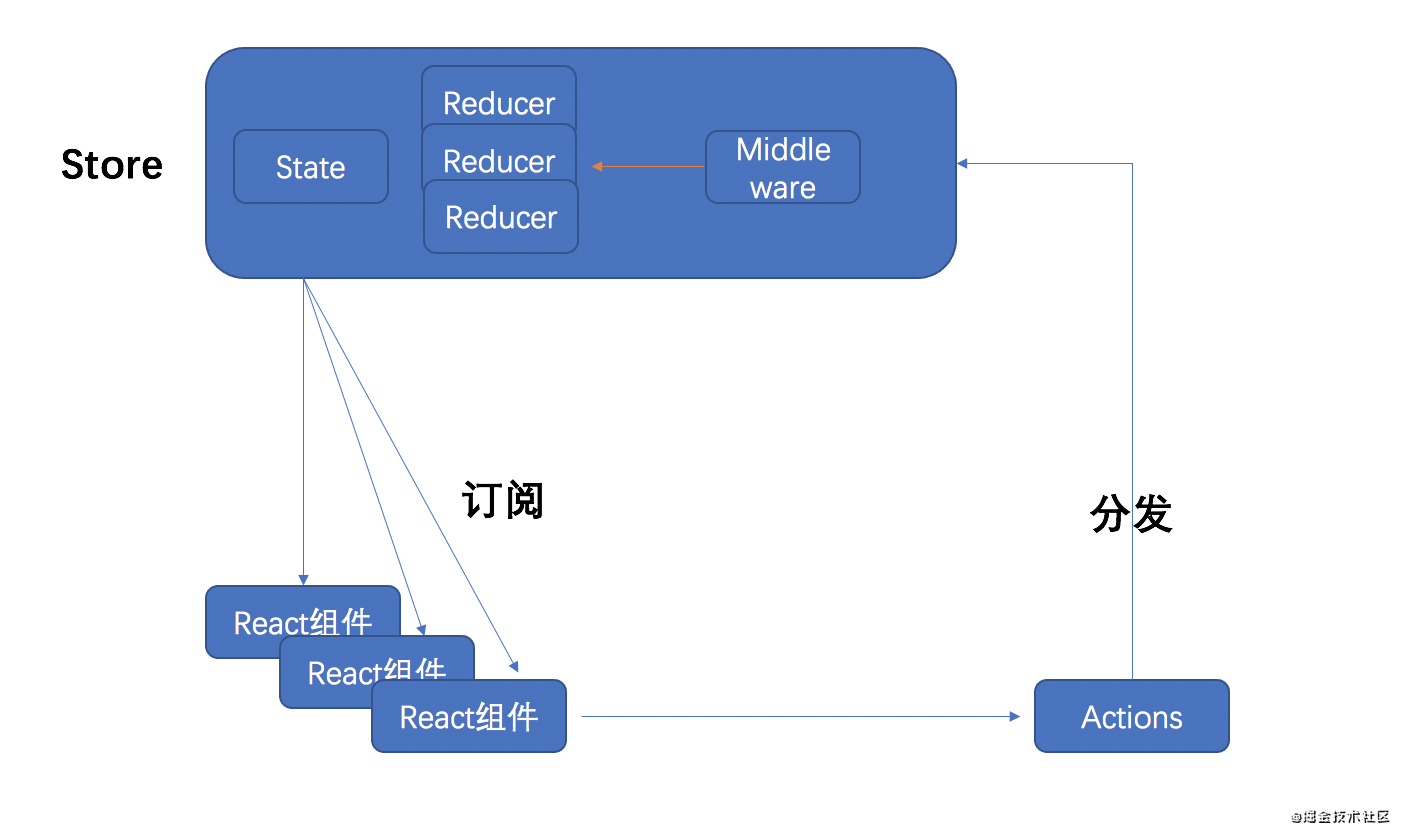 Store
State
Reducer
Reducer
Reducer
Middle
ware
订阅
分发
React组件
React组件
React组件
Actions
@掘金技术社区